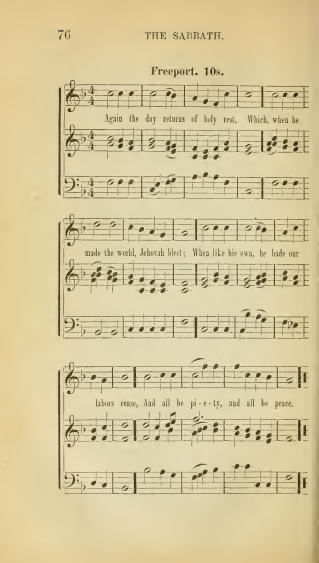 76
THE SABBATH.
Freeport. 10s.
Again the day returns of holy rest, Which, when he
made the world, Jehovah blest; When like his own, he bade our
labors cease, And all be pi-e-ty, and all be peace.